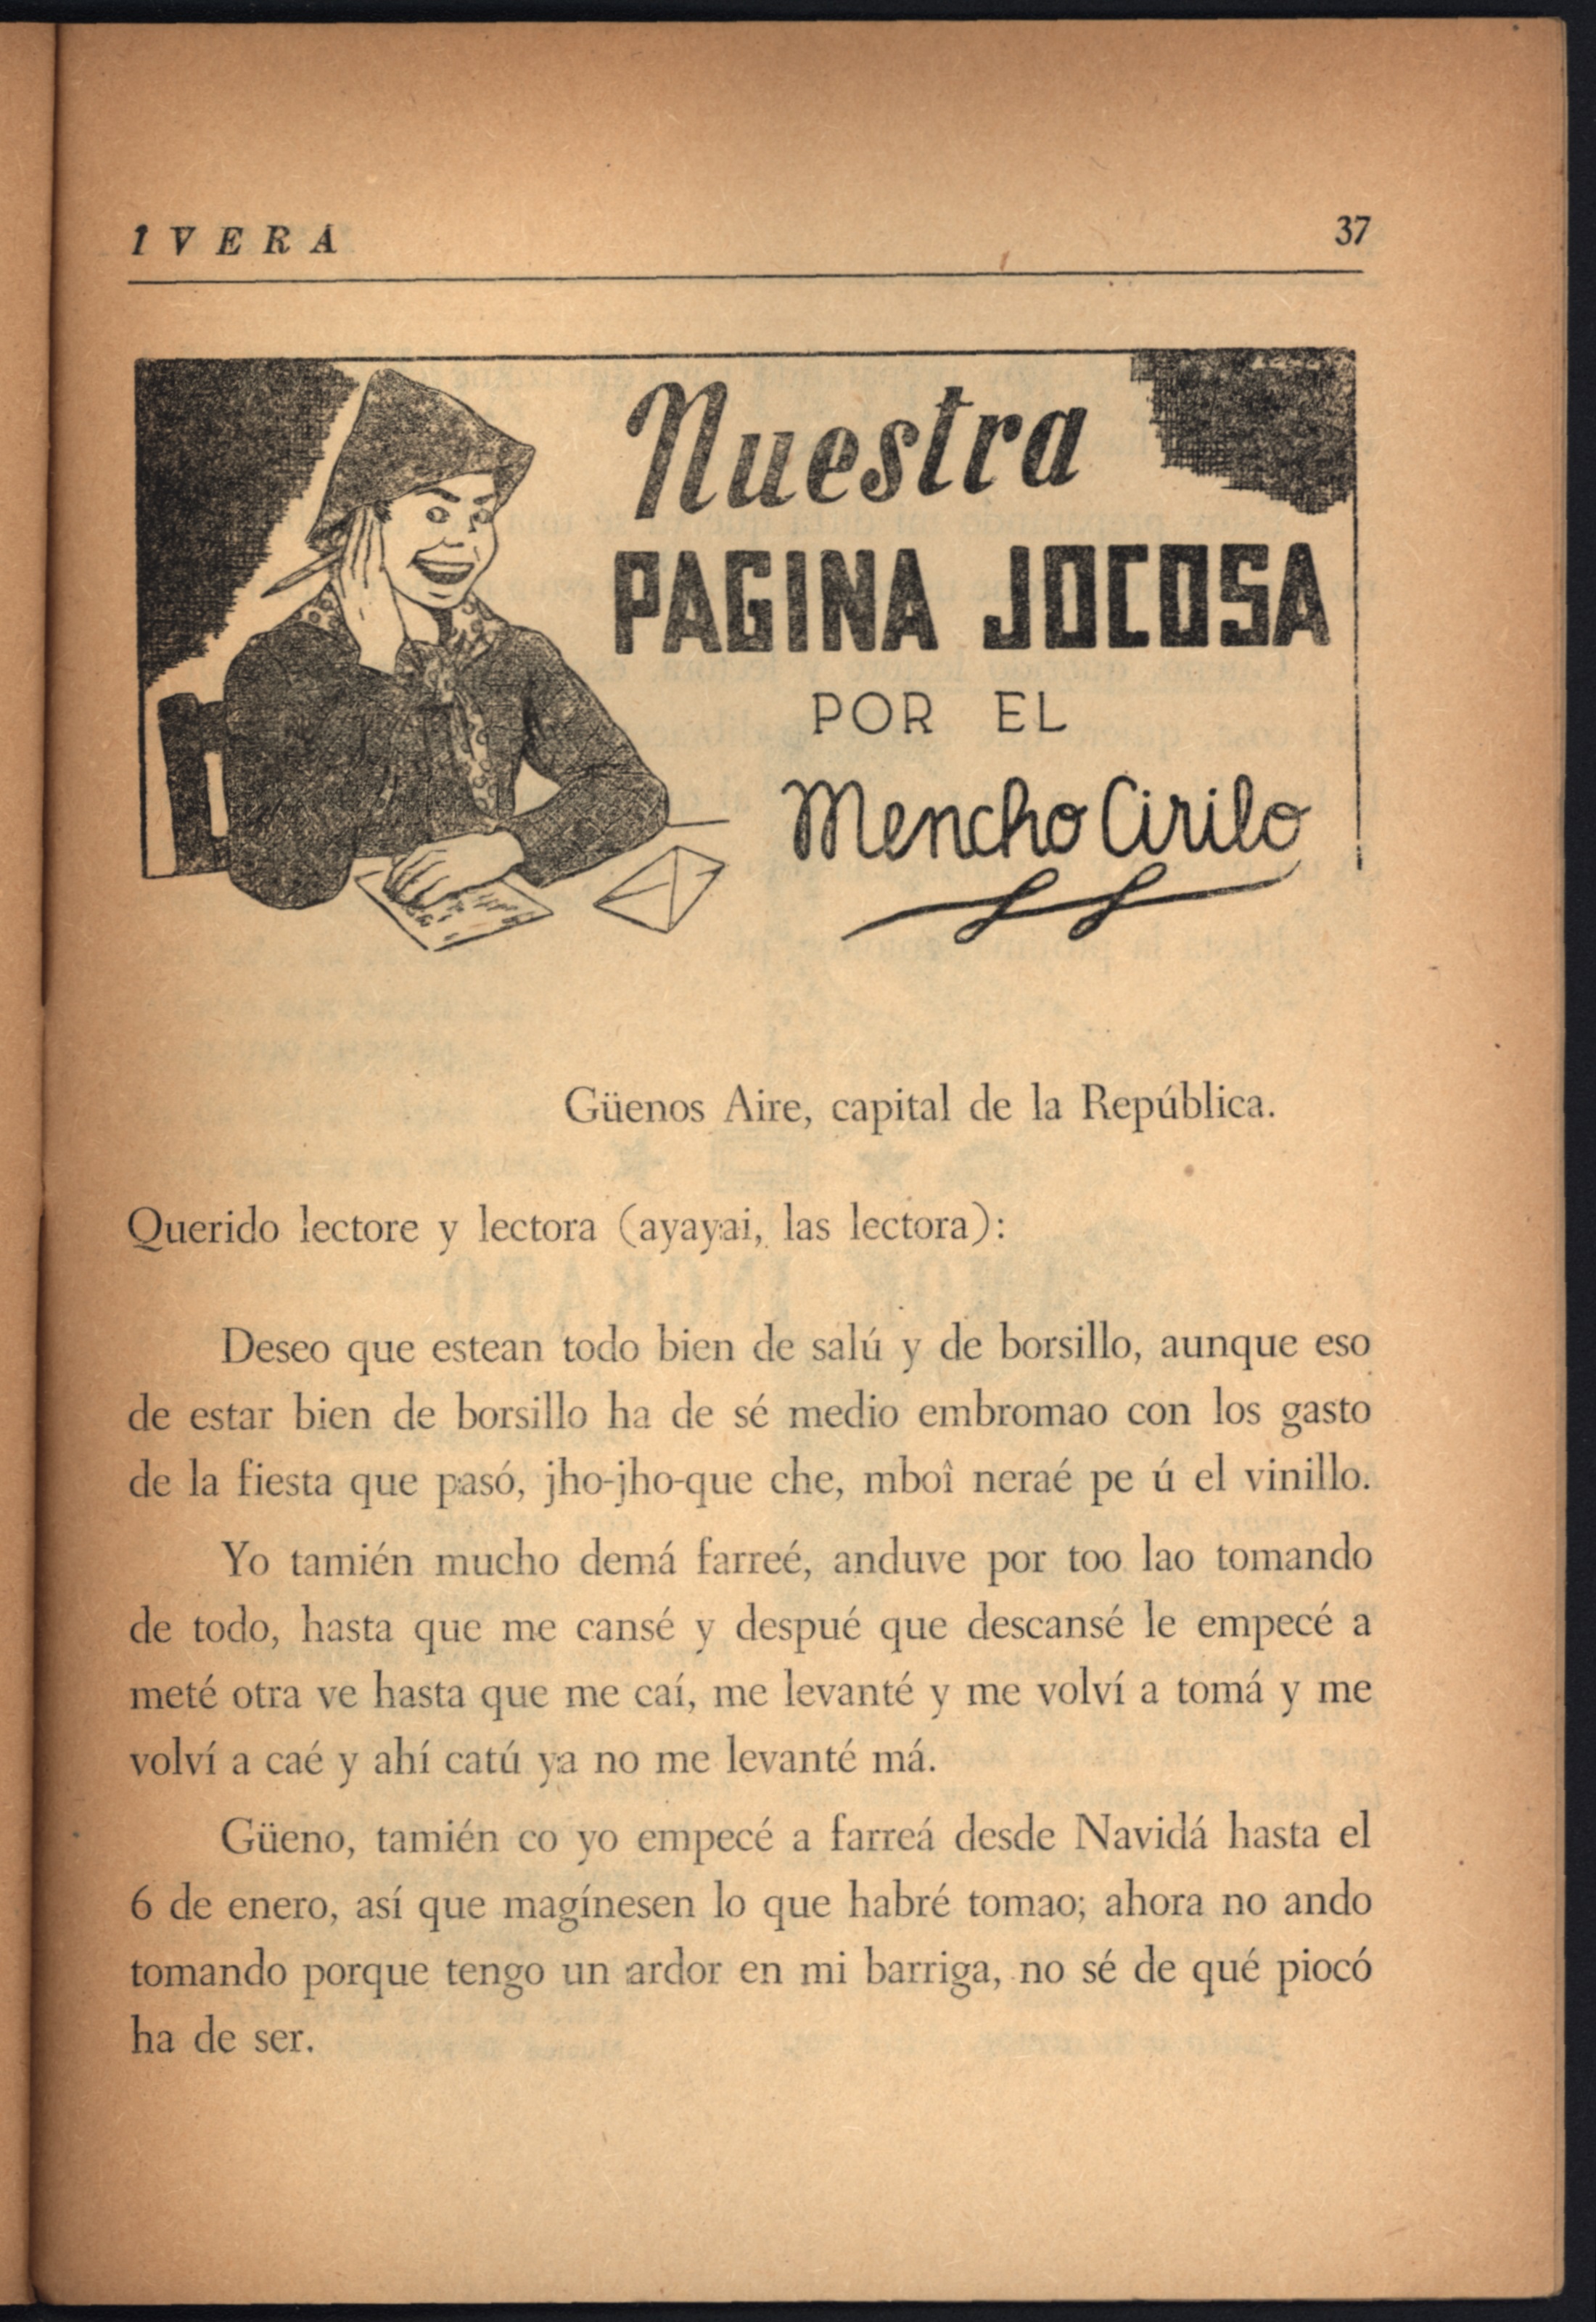 IVERA
37
Nuestra
PAGINA JOCOSA
POR EL
Mencho Cirilo
Güenos Aire, capital de la República.
Querido lectore y lectora (ayayai, las lectora):
Deseo que estean todo bien de salú y de borsillo, aunque eso
de estar bien de borsillo ha de sé medio embromao con los gasto
de la fiesta que pasó, jho-jho-que che, mboî neraé pe ú el vinillo.
Yo tamién mucho demá farreé, anduve por too lao tomando
de todo, hasta que me cansé y despué que descansé le empecé a
meté otra ve hasta que me caí, me levanté y me volví a tomá y me
volví a caé y ahí catú ya no me levanté má.
Güeno, tamién co yo empecé a farreá desde Navidá hasta el
6 de enero, así que magínesen lo que habré tomao; ahora no ando
tomando porque tengo un ardor en mi barriga, no sé de qué piocó
ha de ser.